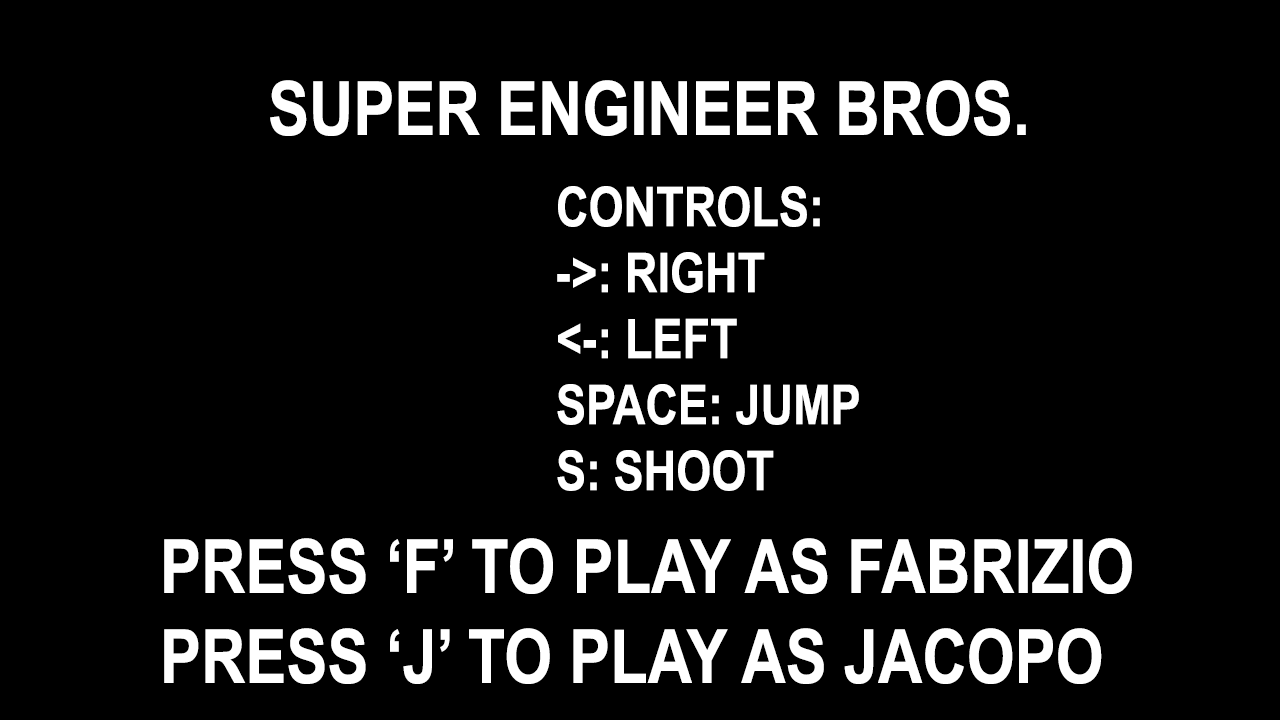 SUPER ENGINEER BROS.
CONTROLS:
->: RIGHT
<-: LEFT
SPACE: JUMP
S: SHOOT
PRESS ‘F’ TO PLAY AS FABRIZIO
PRESS ‘J’ TO PLAY AS JACOPO